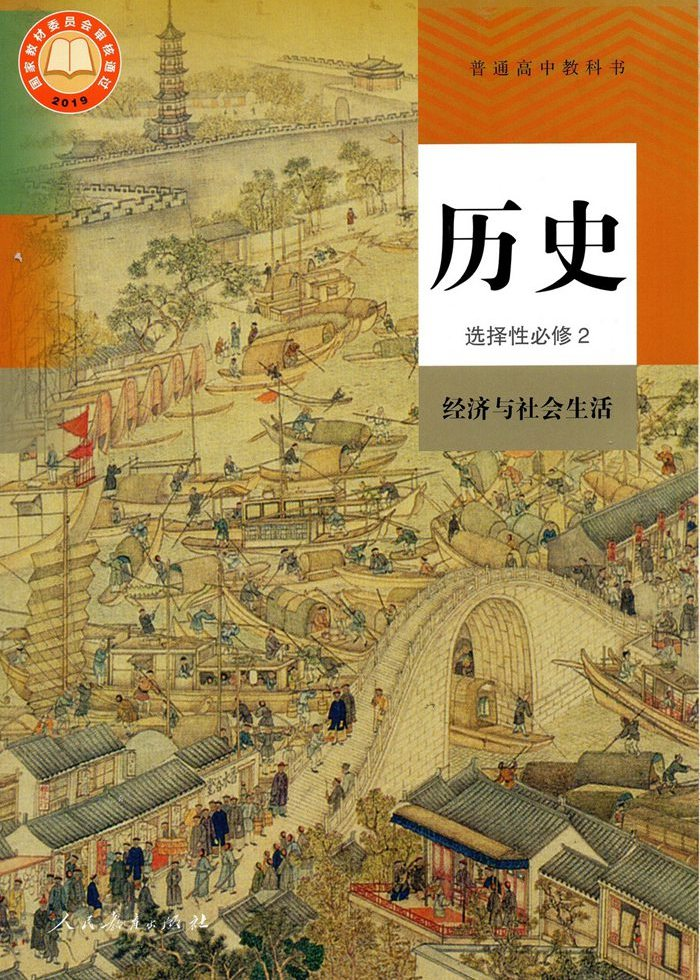 国家教材委员会审核通过
2019
普通高中教科书
历史
选择性必修 2
经济与社会生活
人民教育出版社